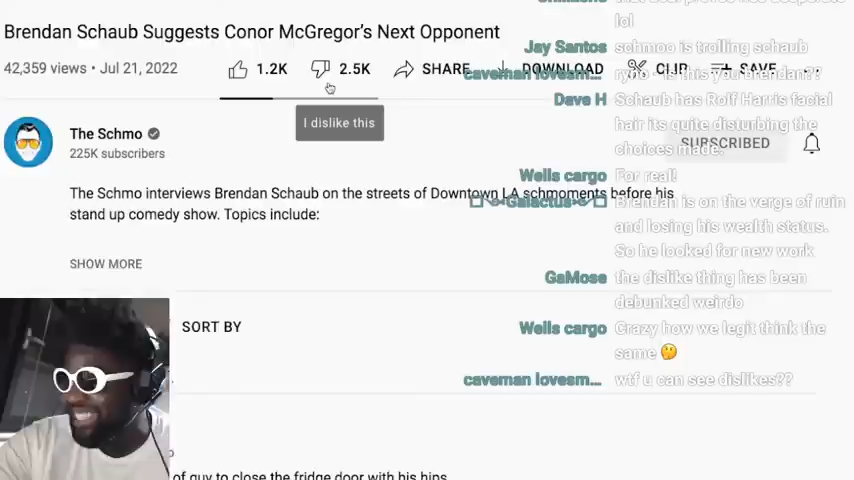 lol
Brendan Schaub Suggests Conor McGregor's Next Opponent
Jay Santos schmoo is trolling schaub
42,359 views • Jul 21, 2022 1.2K 2.5K SHARE DOWNLOAD CLIP SAVE
caveman lovesm... is this you brendan??
I dislike this
Dave H Schaub has Rolf Harris facial
hair its quite disturbing the
choices made.
The Schmo
225K subscribers
SUBSCRIBED
Wells cargo For real!
The Schmo interviews Brendan Schaub on the streets of Downtown LA schmoments before his
stand up comedy show. Topics include:
Galactus Brendan is on the verge of ruin
and losing his wealth status.
So he looked for new work
SHOW MORE
GaMose the dislike thing has been
debunked weirdo
SORT BY
Wells cargo Crazy how we legit think the
same 🤔
caveman lovesm... wtf u can see dislikes??
of guy to close the fridge door with his hips